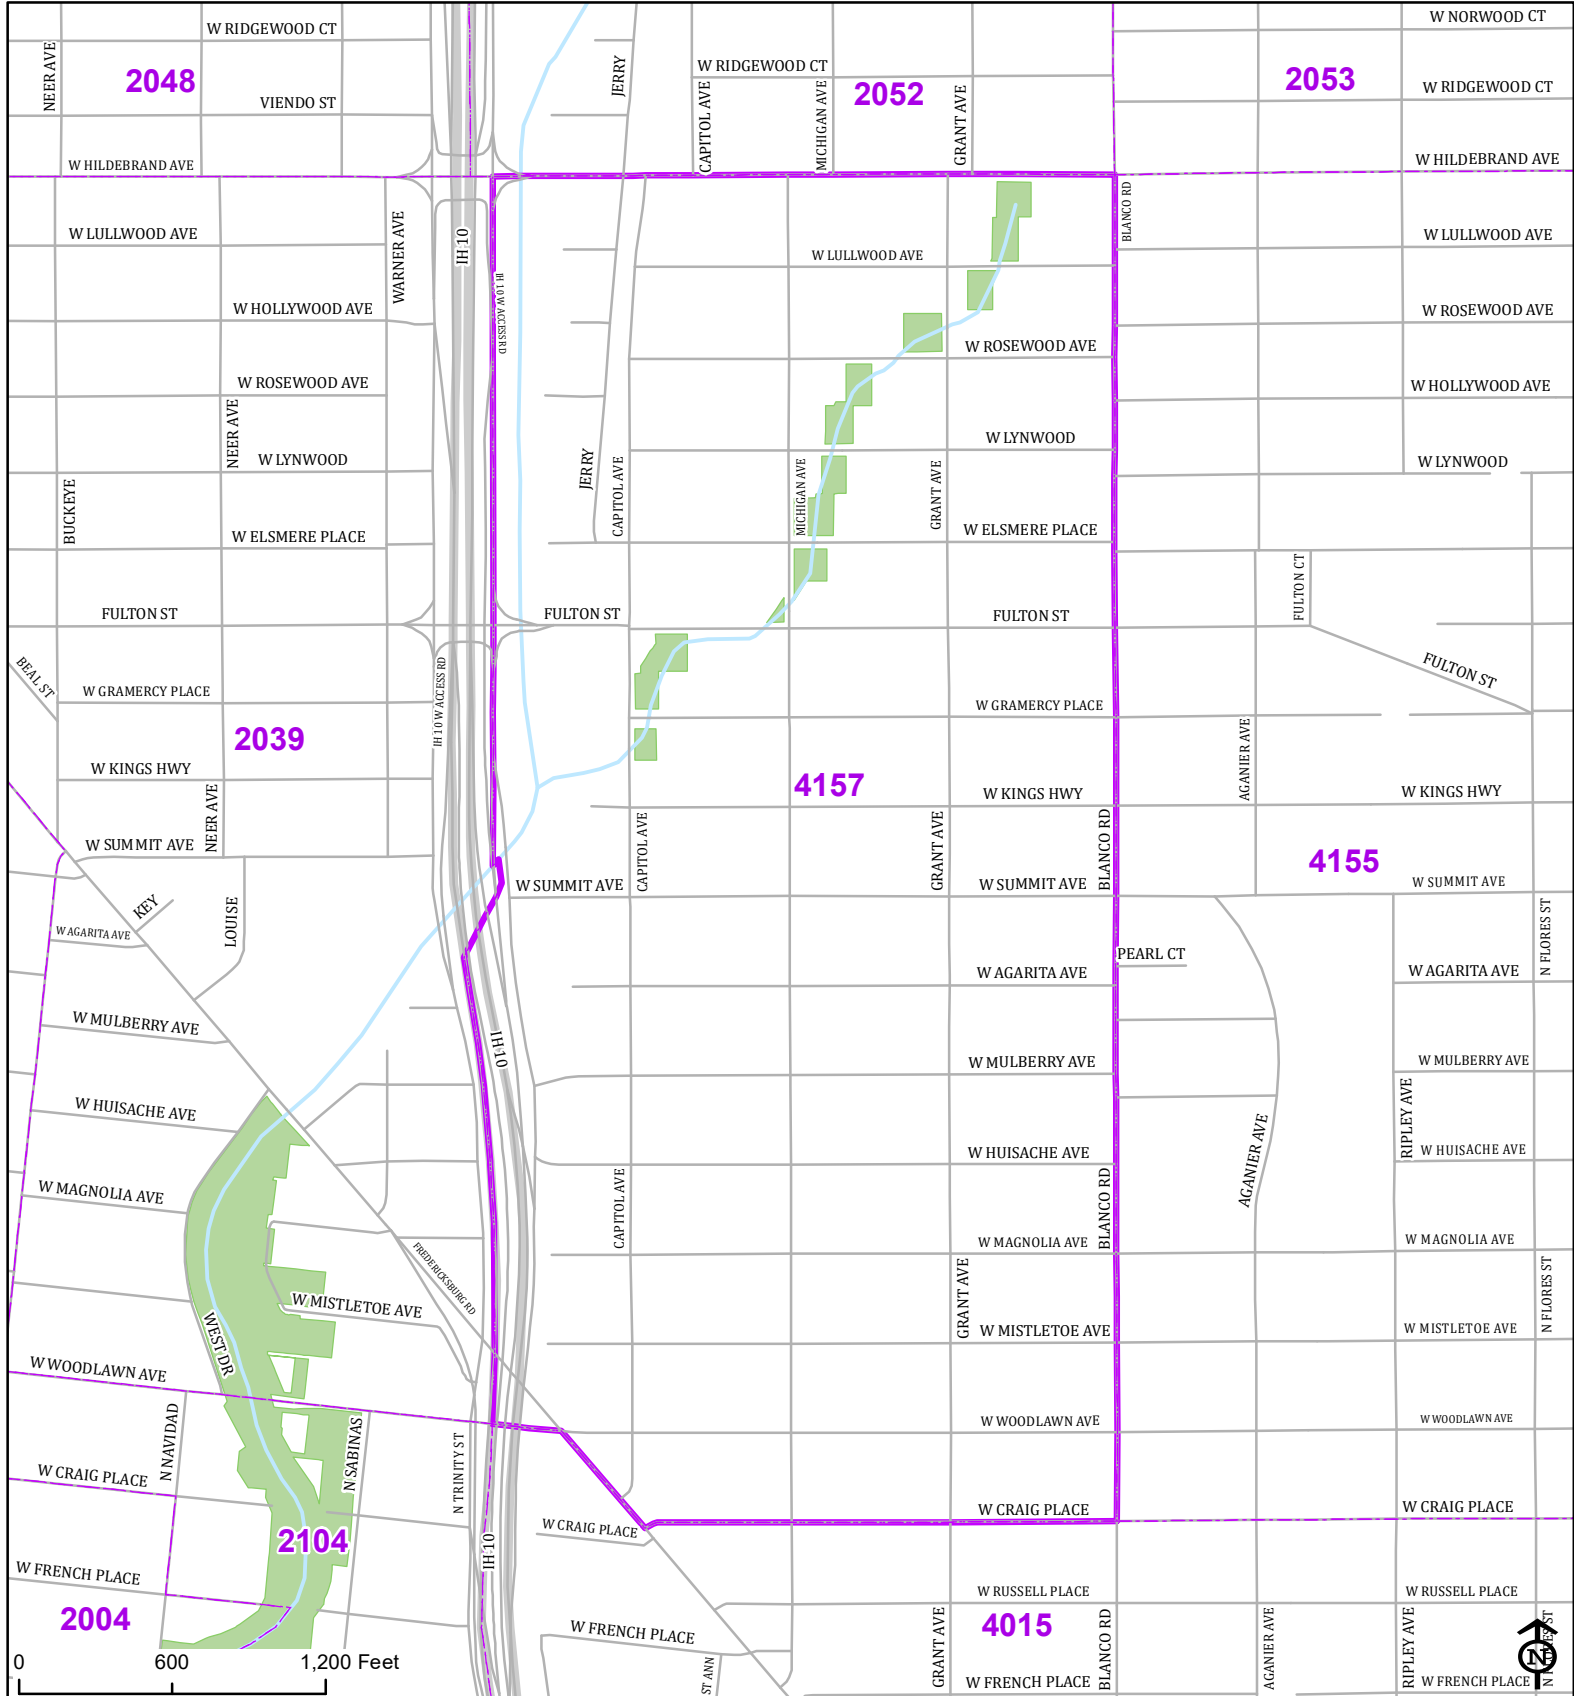 W NORWOOD CT
W RIDGEWOOD CT
NEER AVE
2048
VIENDO ST
W HILDEBRAND AVE
JERRY
W RIDGEWOOD CT
CAPITOL AVE
MICHIGAN AVE
2052
GRANT AVE
2053
W RIDGEWOOD CT
W HILDEBRAND AVE
BLANCO RD
W LULLWOOD AVE
WARNER AVE
IH 10
W LULLWOOD AVE
W LULLWOOD AVE
IH 10 W ACCESS RD
W HOLLYWOOD AVE
W ROSEWOOD AVE
W ROSEWOOD AVE
W ROSEWOOD AVE
W HOLLYWOOD AVE
NEER AVE
W LYNWOOD
W LYNWOOD
W LYNWOOD
BUCKEYE
JERRY
CAPITOL AVE
MICHIGAN AVE
GRANT AVE
W ELSMERE PLACE
W ELSMERE PLACE
FULTON CT
FULTON ST
FULTON ST
FULTON ST
FULTON ST
BEAL ST
W GRAMERCY PLACE
IH 10 W ACCESS RD
W GRAMERCY PLACE
2039
AGANIER AVE
W KINGS HWY
4157
W KINGS HWY
W KINGS HWY
NEER AVE
W SUMMIT AVE
CAPITOL AVE
GRANT AVE
BLANCO RD
4155
W SUMMIT AVE
W SUMMIT AVE
W SUMMIT AVE
KEY
LOUISE
W AGARITA AVE
N FLORES ST
PEARL CT
W AGARITA AVE
W AGARITA AVE
W MULBERRY AVE
IH 10
W MULBERRY AVE
W MULBERRY AVE
W HUISACHE AVE
RIPLEY AVE
W HUISACHE AVE
W HUISACHE AVE
AGANIER AVE
W MAGNOLIA AVE
CAPITOL AVE
BLANCO RD
W MAGNOLIA AVE
W MAGNOLIA AVE
FREDERICKSBURG RD
GRANT AVE
N FLORES ST
W MISTLETOE AVE
W MISTLETOE AVE
W MISTLETOE AVE
WEST DR
W WOODLAWN AVE
W WOODLAWN AVE
W WOODLAWN AVE
N NAVIDAD
N SABINAS
N TRINITY ST
W CRAIG PLACE
W CRAIG PLACE
W CRAIG PLACE
W CRAIG PLACE
2104
IH 10
W FRENCH PLACE
W RUSSELL PLACE
W RUSSELL PLACE
2004
W FRENCH PLACE
GRANT AVE
4015
BLANCO RD
AGANIER AVE
RIPLEY AVE
N
ST ANN
W FRENCH PLACE
W FRENCH PLACE
0 600 1,200 Feet